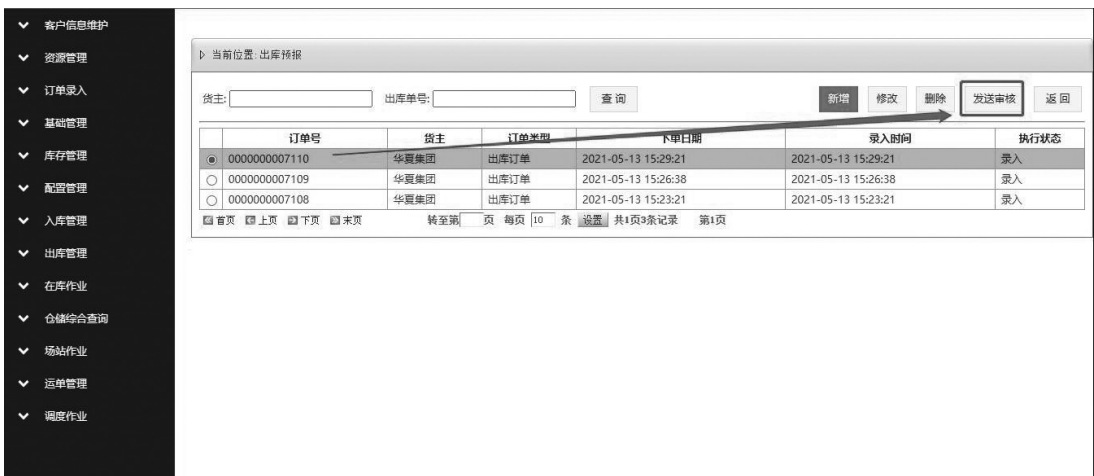 客户信息维护
资源管理
订单录入
基础管理
库存管理
配置管理
入库管理
出库管理
在库作业
仓储综合查询
场站作业
运单管理
调度作业
当前位置:出库预报
货主: 出库单号: 查询 新增 修改 删除 发送审核 返回
订单号 货主 订单类型 下单日期 录入时间 执行状态
0000000007110 华夏集团 出库订单 2021-05-13 15:29:21 2021-05-13 15:29:21 录入
0000000007109 华夏集团 出库订单 2021-05-13 15:26:38 2021-05-13 15:26:38 录入
0000000007108 华夏集团 出库订单 2021-05-13 15:23:21 2021-05-13 15:23:21 录入
首页 上页 下页 末页 转至第 页 每页 10 条 设置 共1页3条记录 第1页